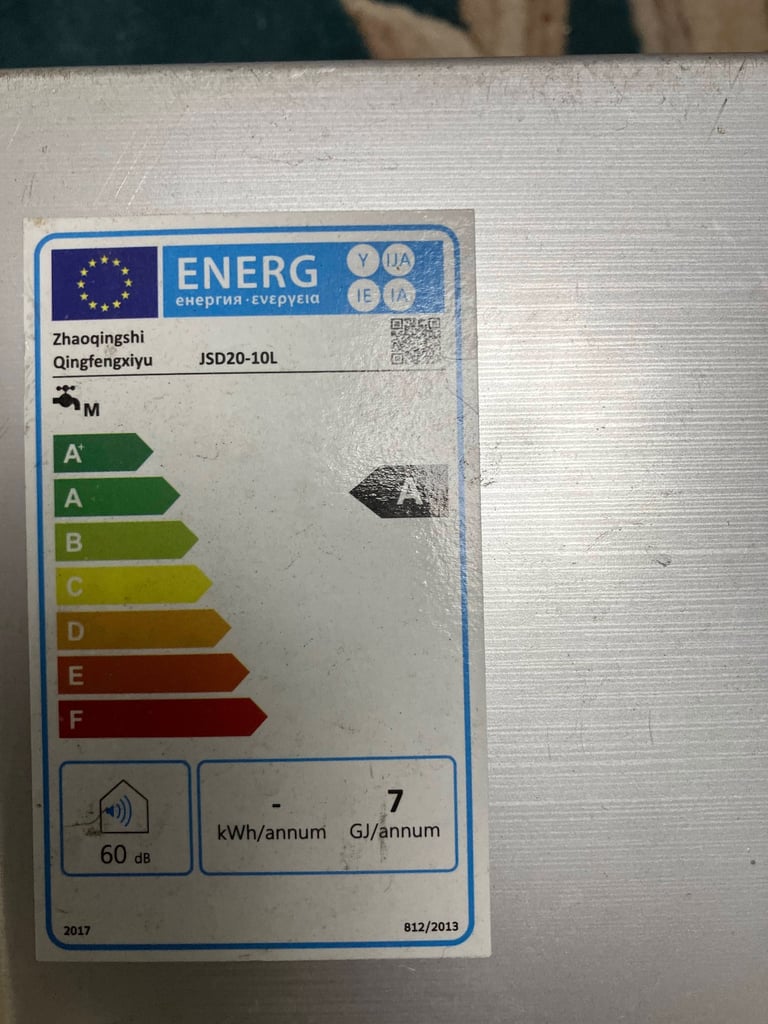 ENERG
енергия · ενεργεια
Y IJA
IE IA
Zhaoqingshi
Qingfengxiyu JSD20-10L
M
A+
A
A
B
C
D
E
F
- 7
kWh/annum GJ/annum
60 dB
2017 812/2013